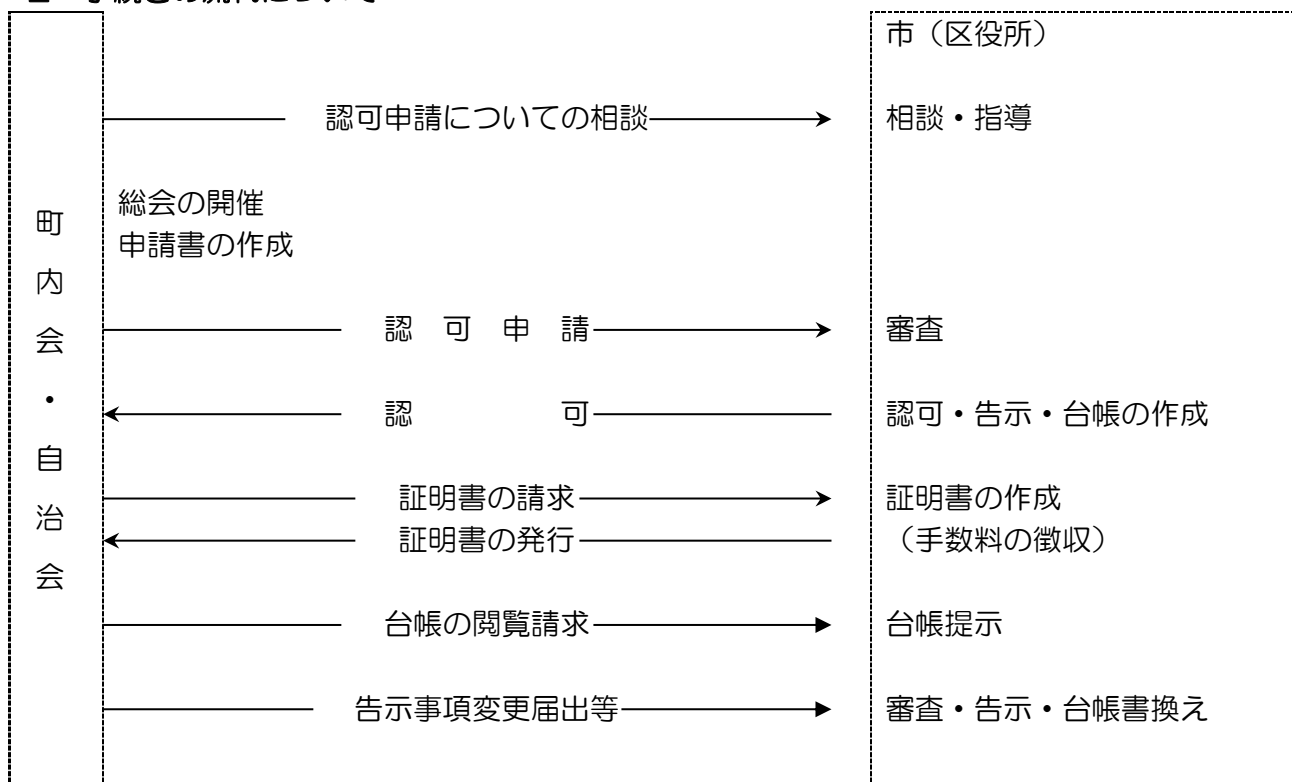 市（区役所）
認可申請についての相談
相談・指導
総会の開催
申請書の作成
町内会・自治会
認可申請
審査
認可
認可・告示・台帳の作成
証明書の請求
証明書の作成
証明書の発行
（手数料の徴収）
台帳の閲覧請求
台帳提示
告示事項変更届出等
審査・告示・台帳書換え